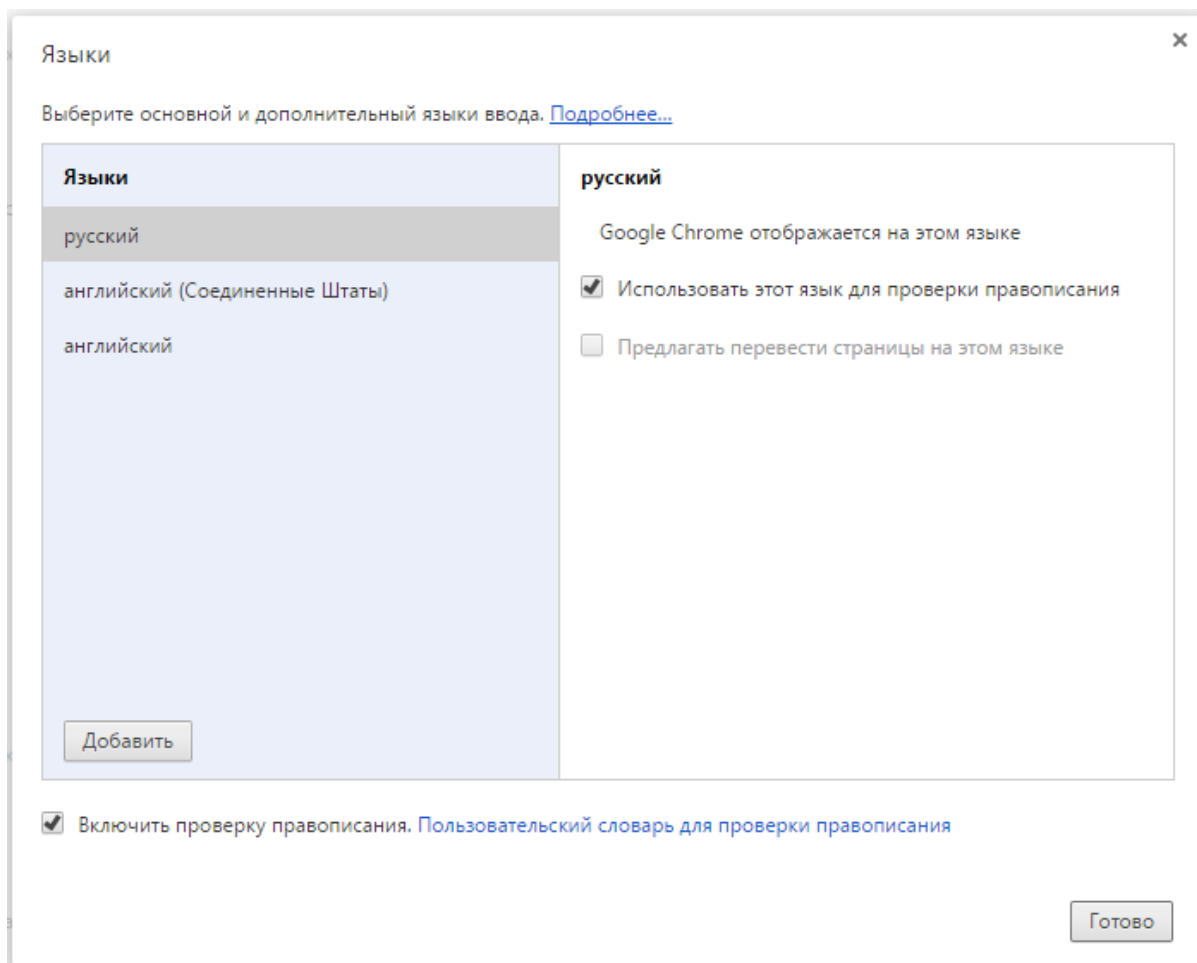 Языки
Выберите основной и дополнительный языки ввода. Подробнее...
Языки
русский
английский (Соединенные Штаты)
английский
Добавить
русский
Google Chrome отображается на этом языке
Использовать этот язык для проверки правописания
Предлагать перевести страницы на этом языке
Включить проверку правописания. Пользовательский словарь для проверки правописания
Готово